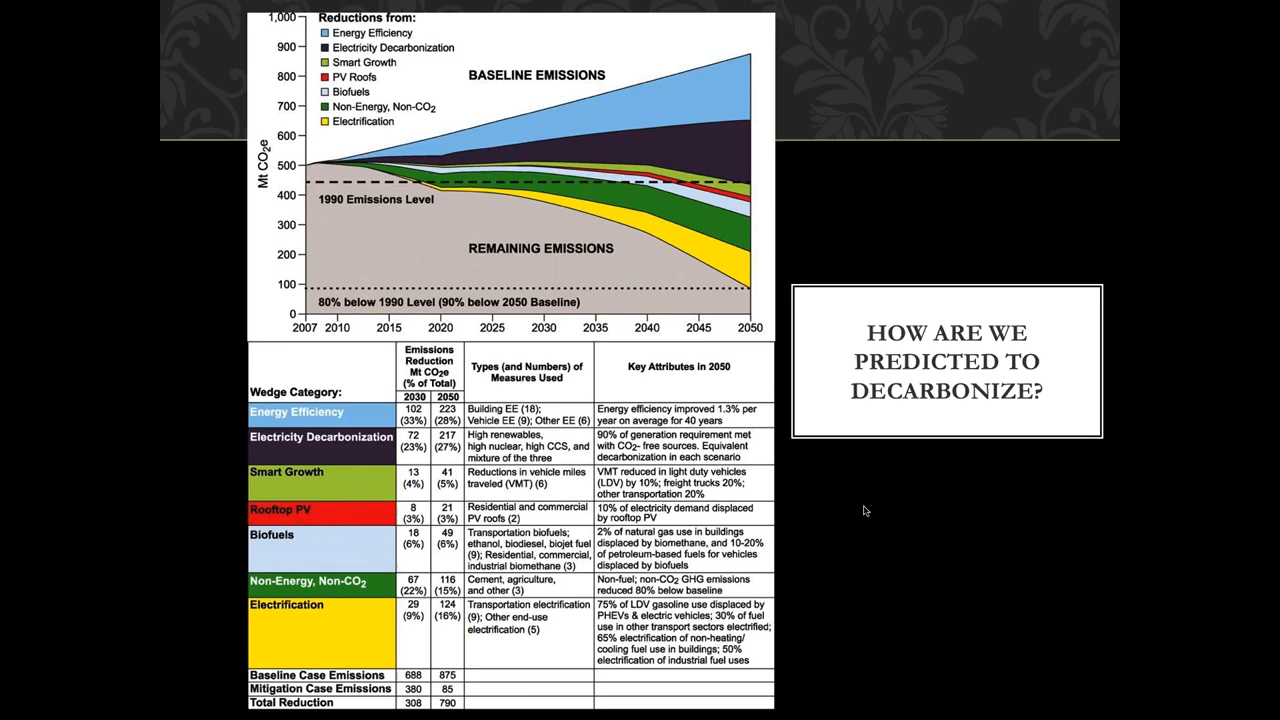 1,000
900
800
700
600
500
400
300
200
100
0
Mt CO₂e
Reductions from:
Energy Efficiency
Electricity Decarbonization
Smart Growth
PV Roofs
Biofuels
Non-Energy, Non-CO₂
Electrification
BASELINE EMISSIONS
1990 Emissions Level
REMAINING EMISSIONS
80% below 1990 Level (90% below 2050 Baseline)
2007 2010 2015 2020 2025 2030 2035 2040 2045 2050
HOW ARE WE
PREDICTED TO
DECARBONIZE?
Wedge Category:
Emissions
Reduction
Mt CO₂e
(% of Total)
2030 2050
Types (and Numbers) of
Measures Used
Key Attributes in 2050
Energy Efficiency
102 223
(33%) (28%)
Building EE (18);
Vehicle EE (9); Other EE (6)
Energy efficiency improved 1.3% per
year on average for 40 years
Electricity Decarbonization
72 217
(23%) (27%)
High renewables,
high nuclear, high CCS, and
mixture of the three
90% of generation requirement met
with CO₂- free sources. Equivalent
decarbonization in each scenario
Smart Growth
13 41
(4%) (5%)
Reductions in vehicle miles
traveled (VMT) (6)
VMT reduced in light duty vehicles
(LDV) by 10%; freight trucks 20%;
other transportation 20%
Rooftop PV
8 21
(3%) (3%)
Residential and commercial
PV roofs (2)
10% of electricity demand displaced
by rooftop PV
Biofuels
18 49
(6%) (6%)
Transportation biofuels;
ethanol, biodiesel, biojet fuel
(9); Residential, commercial,
industrial biomethane (3)
2% of natural gas use in buildings
displaced by biomethane, and 10-20%
of petroleum-based fuels for vehicles
displaced by biofuels
Non-Energy, Non-CO₂
67 116
(22%) (15%)
Cement, agriculture,
and other (3)
Non-fuel; non-CO₂ GHG emissions
reduced 80% below baseline
Electrification
29 124
(9%) (16%)
Transportation electrification
(9); Other end-use
electrification (5)
75% of LDV gasoline use displaced by
PHEVs & electric vehicles; 30% of fuel
use in other transport sectors electrified;
65% electrification of non-heating/
cooling fuel use in buildings; 50%
electrification of industrial fuel uses
Baseline Case Emissions 688 875
Mitigation Case Emissions 380 85
Total Reduction 308 790